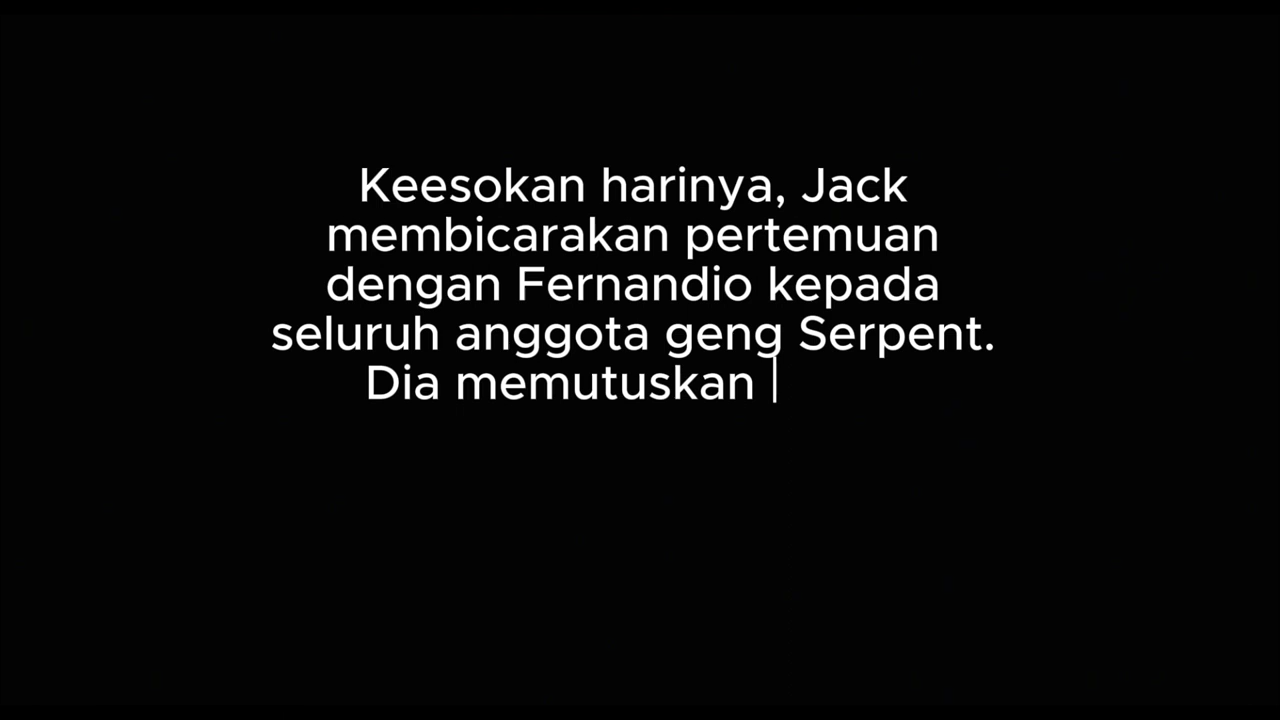 Keesokan harinya, Jack
membicarakan pertemuan
dengan Fernandio kepada
seluruh anggota geng Serpent.
Dia memutuskan